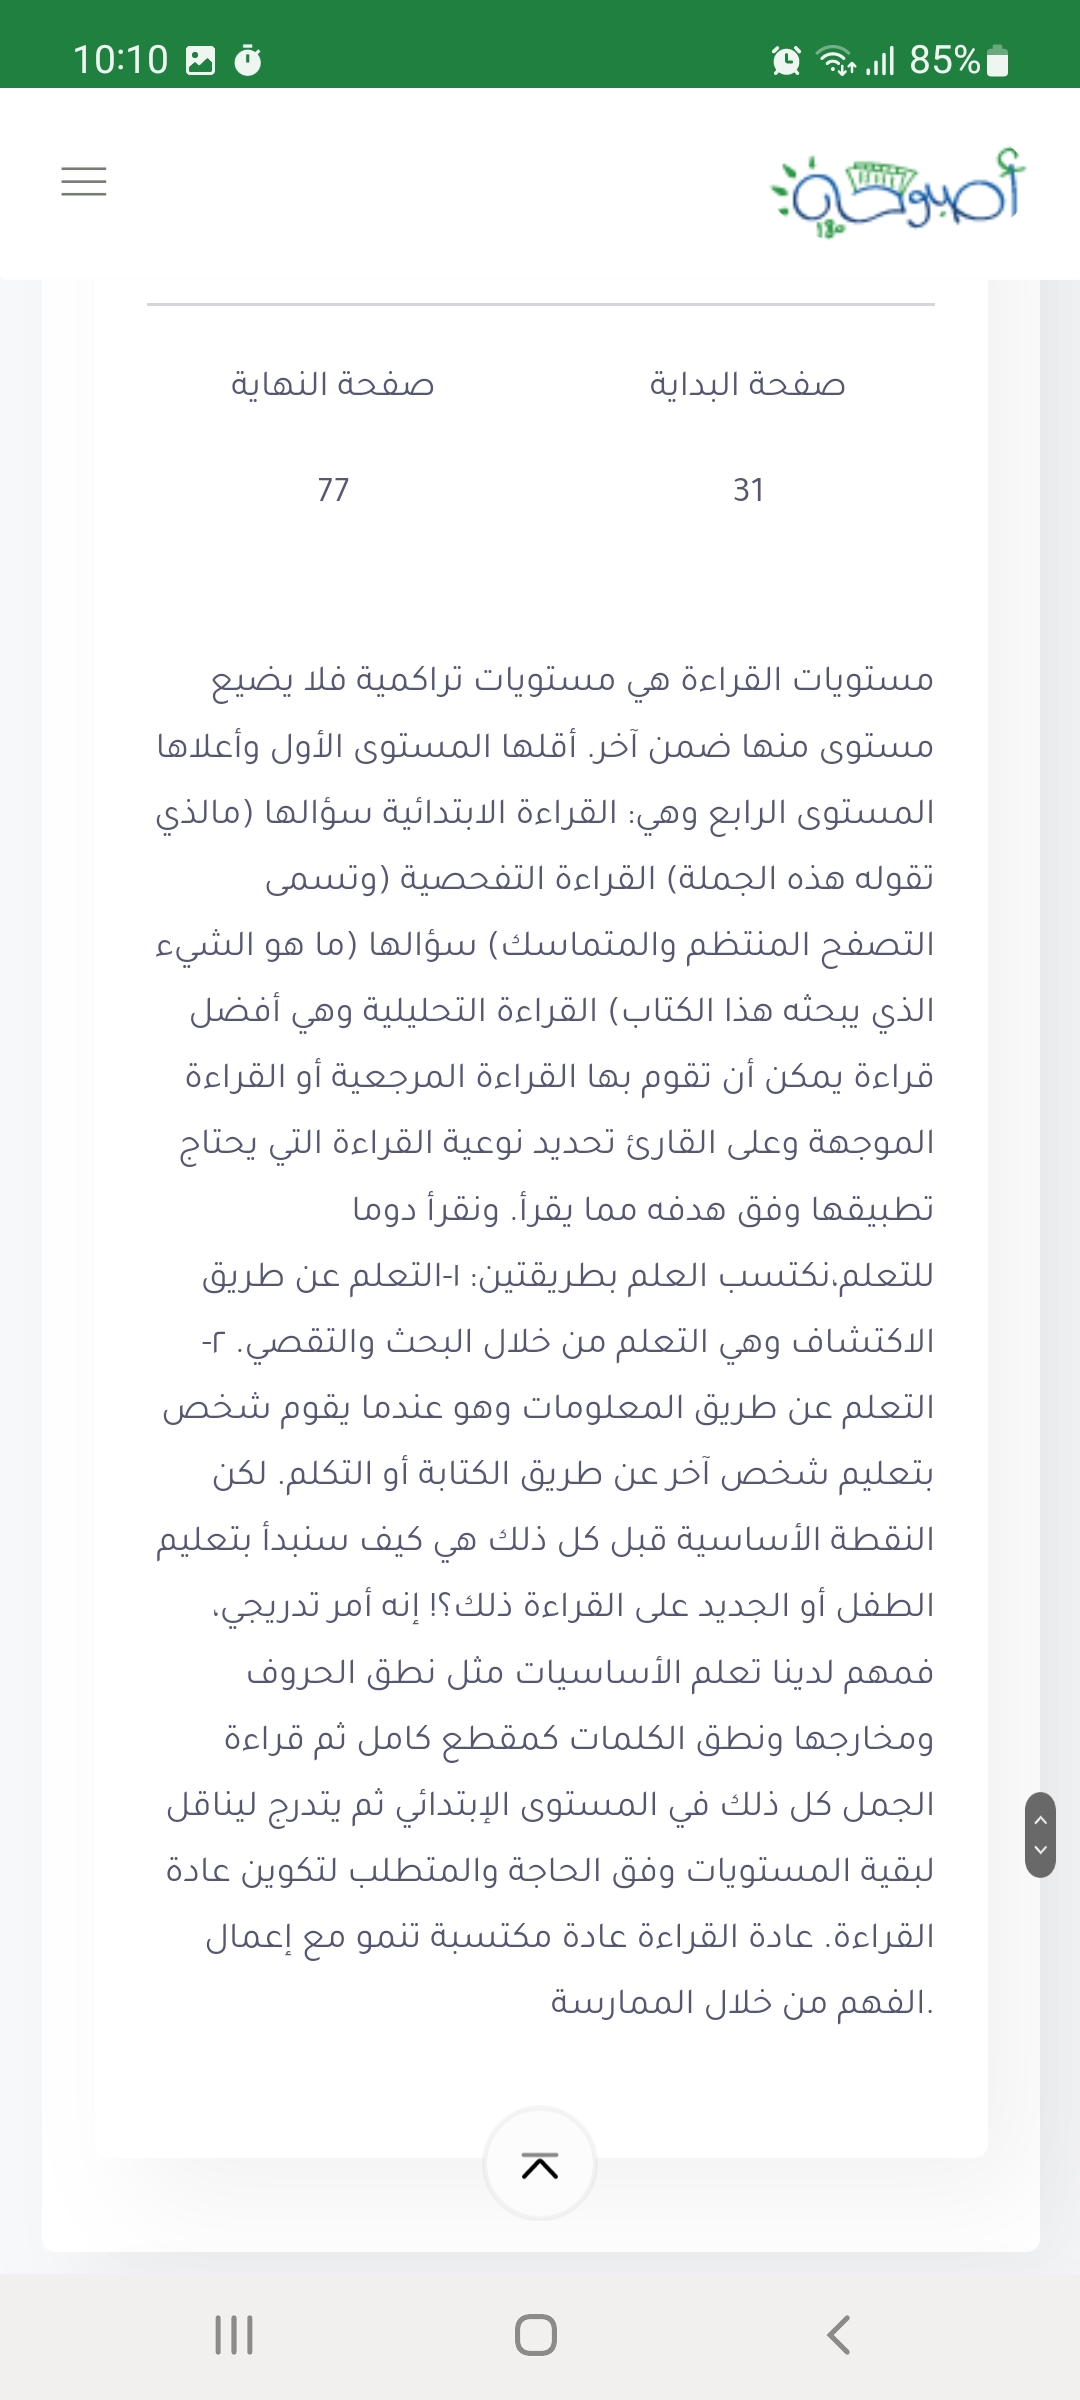 10:10
85%
أصبوحة
١٨٠
صفحة البداية
صفحة النهاية
31
77
مستويات القراءة هي مستويات تراكمية فلا يضيع
مستوى منها ضمن آخر. أقلها المستوى الأول وأعلاها
المستوى الرابع وهي: القراءة الابتدائية سؤالها (مالذي
تقوله هذه الجملة) القراءة التفحصية (وتسمى
التصفح المنتظم والمتماسك) سؤالها (ما هو الشيء
الذي يبحثه هذا الكتاب) القراءة التحليلية وهي أفضل
قراءة يمكن أن تقوم بها القراءة المرجعية أو القراءة
الموجهة وعلى القارئ تحديد نوعية القراءة التي يحتاج
تطبيقها وفق هدفه مما يقرأ. ونقرأ دوما
للتعلم،نكتسب العلم بطريقتين: ١-التعلم عن طريق
الاكتشاف وهي التعلم من خلال البحث والتقصي. ٢-
التعلم عن طريق المعلومات وهو عندما يقوم شخص
بتعليم شخص آخر عن طريق الكتابة أو التكلم. لكن
النقطة الأساسية قبل كل ذلك هي كيف سنبدأ بتعليم
الطفل أو الجديد على القراءة ذلك؟! إنه أمر تدريجي،
فمهم لدينا تعلم الأساسيات مثل نطق الحروف
ومخارجها ونطق الكلمات كمقطع كامل ثم قراءة
الجمل كل ذلك في المستوى الإبتدائي ثم يتدرج ليناقل
لبقية المستويات وفق الحاجة والمتطلب لتكوين عادة
القراءة. عادة القراءة عادة مكتسبة تنمو مع إعمال
.الفهم من خلال الممارسة